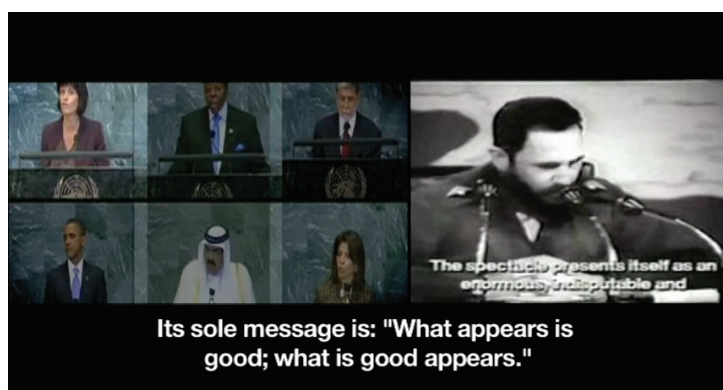 The spectacle presents itself as an
enormous, indisputable and
Its sole message is: "What appears is
good; what is good appears."